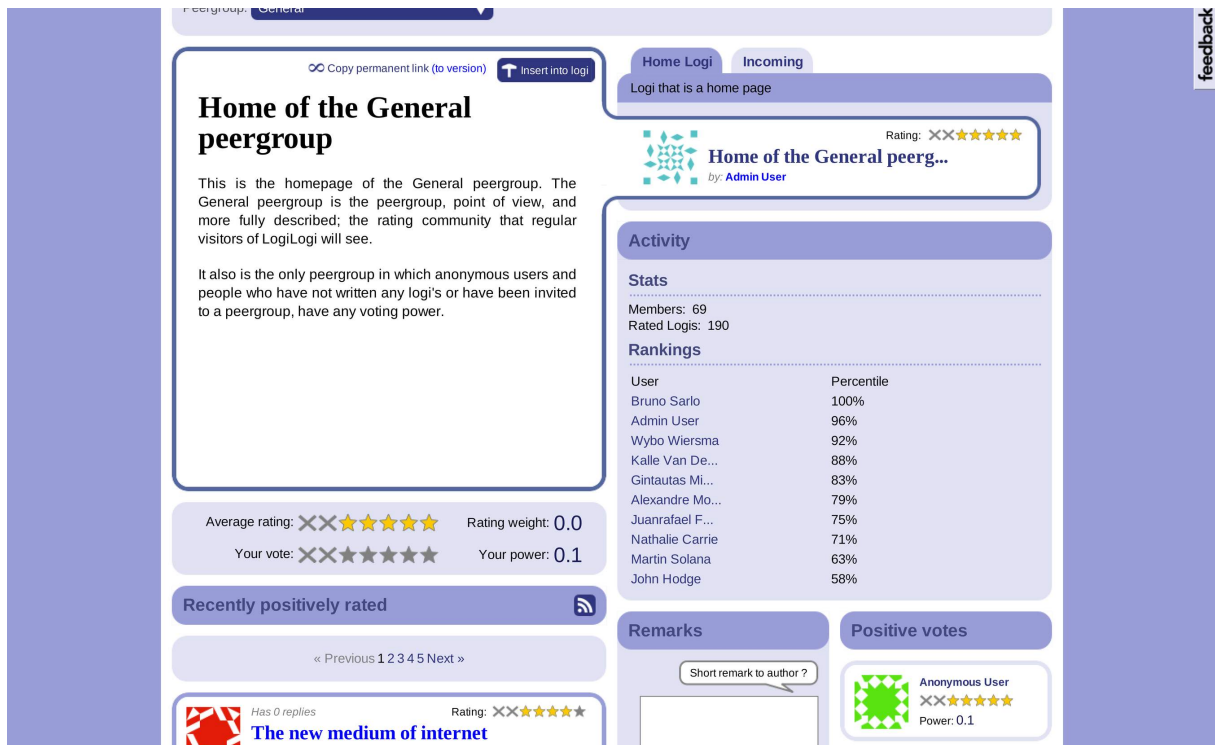 Peergroup: General
feedback
Copy permanent link (to version)
Insert into logi
Home of the General
peergroup
This is the homepage of the General peergroup. The
General peergroup is the peergroup, point of view, and
more fully described; the rating community that regular
visitors of LogiLogi will see.
It also is the only peergroup in which anonymous users and
people who have not written any logi's or have been invited
to a peergroup, have any voting power.
Average rating: Rating weight: 0.0
Your vote: Your power: 0.1
Recently positively rated
« Previous 1 2 3 4 5 Next »
Has 0 replies Rating:
The new medium of internet
Home Logi Incoming
Logi that is a home page
Rating:
Home of the General peerg...
by: Admin User
Activity
Stats
Members: 69
Rated Logis: 190
Rankings
User Percentile
Bruno Sarlo 100%
Admin User 96%
Wybo Wiersma 92%
Kalle Van De... 88%
Gintautas Mi... 83%
Alexandre Mo... 79%
Juanrafael F... 75%
Nathalie Carrie 71%
Martin Solana 63%
John Hodge 58%
Remarks
Short remark to author ?
Positive votes
Anonymous User
Power: 0.1